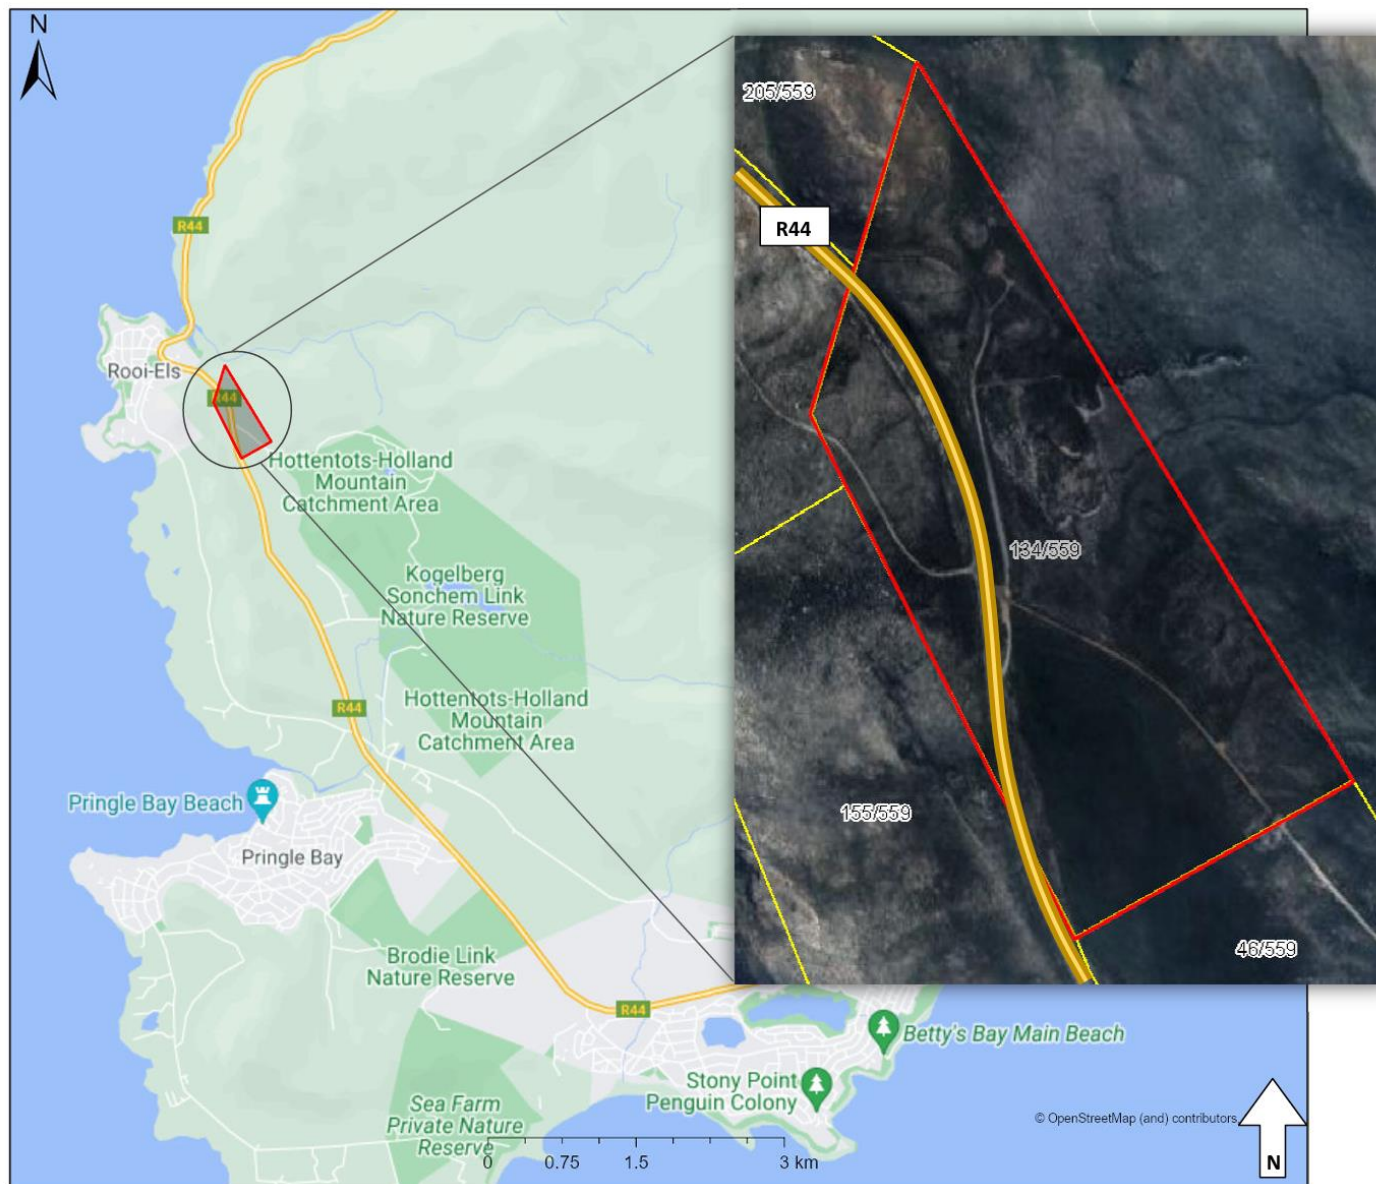 N
205/559
R44
R44
Rooi-Els
R44
Hottentots-Holland
Mountain
Catchment Area
134/559
Kogelberg
Sonchem Link
Nature Reserve
Hottentots-Holland
Mountain
Catchment Area
R44
Pringle Bay Beach
155/559
Pringle Bay
46/559
Brodie Link
Nature Reserve
R44
Betty's Bay Main Beach
Stony Point
Penguin Colony
Sea Farm
Private Nature
Reserve
© OpenStreetMap (and) contributors
0 0.75 1.5 3 km
N